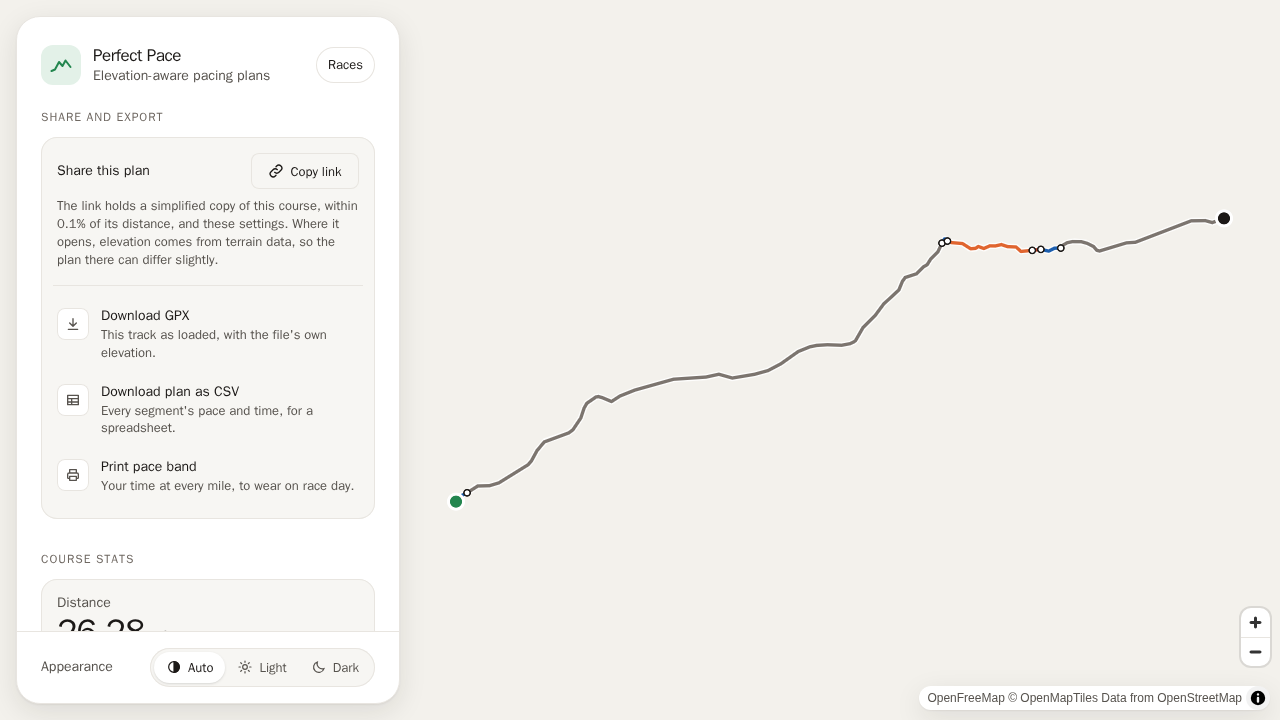 Perfect Pace
Elevation-aware pacing plans
Races
SHARE AND EXPORT
Share this plan
Copy link
The link holds a simplified copy of this course, within
0.1% of its distance, and these settings. Where it
opens, elevation comes from terrain data, so the
plan there can differ slightly.
Download GPX
This track as loaded, with the file's own
elevation.
Download plan as CSV
Every segment's pace and time, for a
spreadsheet.
Print pace band
Your time at every mile, to wear on race day.
COURSE STATS
Distance
26.28
Appearance
Auto
Light
Dark
OpenFreeMap © OpenMapTiles Data from OpenStreetMap